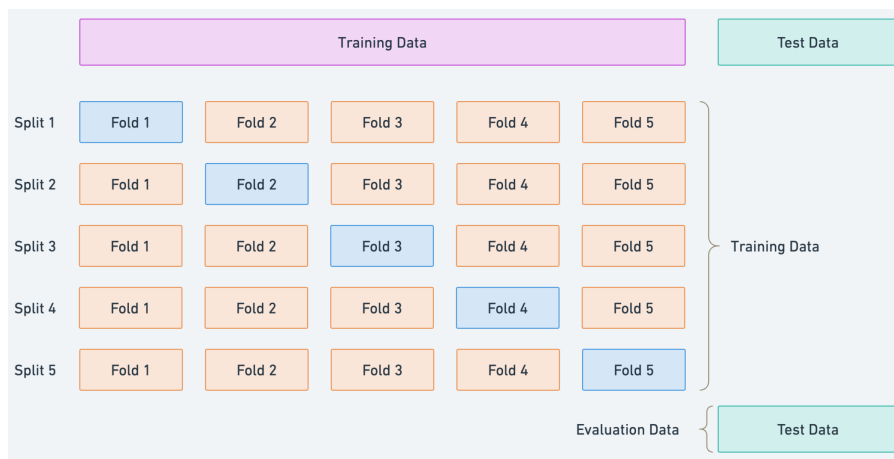 Training Data
Test Data
Split 1
Fold 1
Fold 2
Fold 3
Fold 4
Fold 5
Split 2
Fold 1
Fold 2
Fold 3
Fold 4
Fold 5
Split 3
Fold 1
Fold 2
Fold 3
Fold 4
Fold 5
Training Data
Split 4
Fold 1
Fold 2
Fold 3
Fold 4
Fold 5
Split 5
Fold 1
Fold 2
Fold 3
Fold 4
Fold 5
Evaluation Data
Test Data